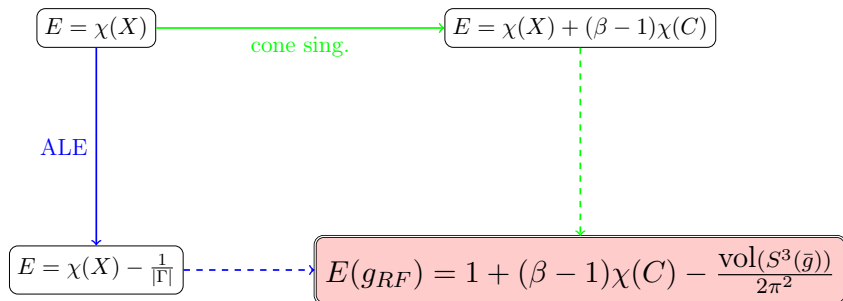 E = χ(X)
E = χ(X) + (β − 1)χ(C)
cone sing.
ALE
E = χ(X) − 1/|Γ|
E(g_{RF}) = 1 + (β − 1)χ(C) − vol(S³(ḡ))/2π²